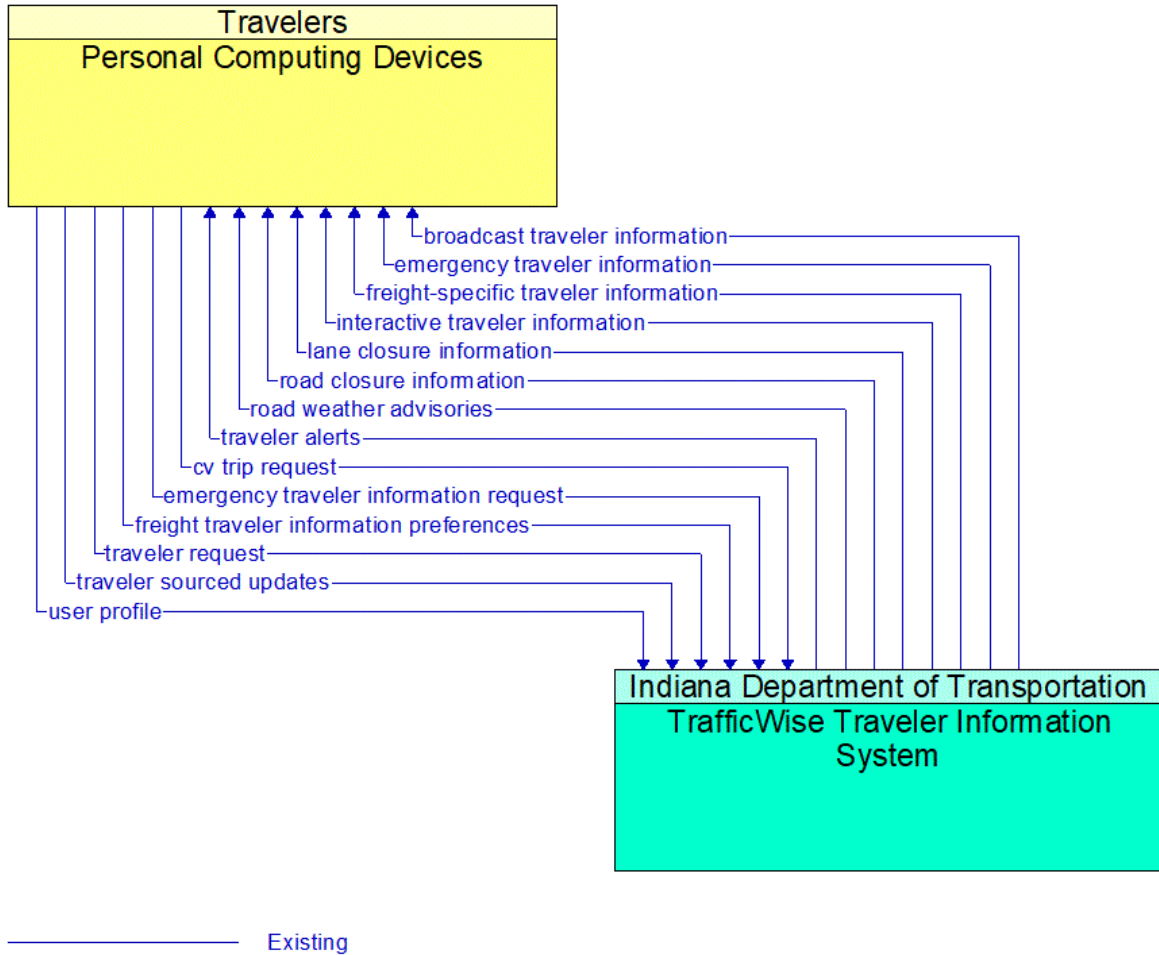 Travelers
Personal Computing Devices
broadcast traveler information
emergency traveler information
freight-specific traveler information
interactive traveler information
lane closure information
road closure information
road weather advisories
traveler alerts
cv trip request
emergency traveler information request
freight traveler information preferences
traveler request
traveler sourced updates
user profile
Indiana Department of Transportation
TrafficWise Traveler Information
System
Existing